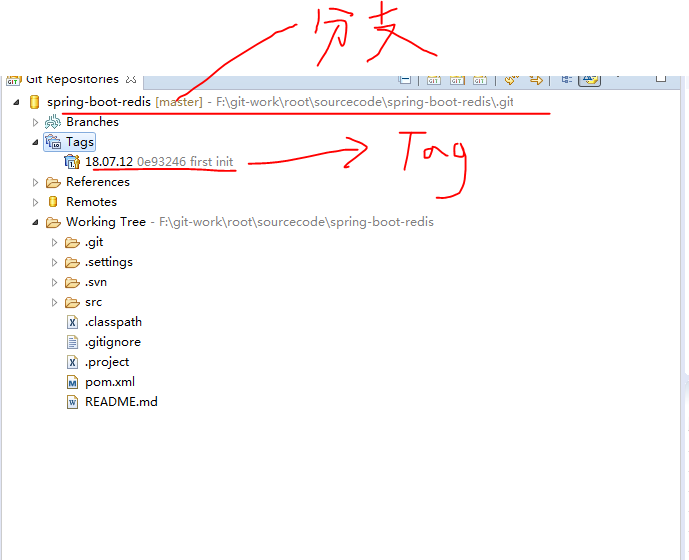 分支
Git Repositories
spring-boot-redis [master] - F:\git-work\root\sourcecode\spring-boot-redis\.git
Branches
Tags
18.07.12 0e93246 first init
Tag
References
Remotes
Working Tree - F:\git-work\root\sourcecode\spring-boot-redis
.git
.settings
.svn
src
.classpath
.gitignore
.project
pom.xml
README.md